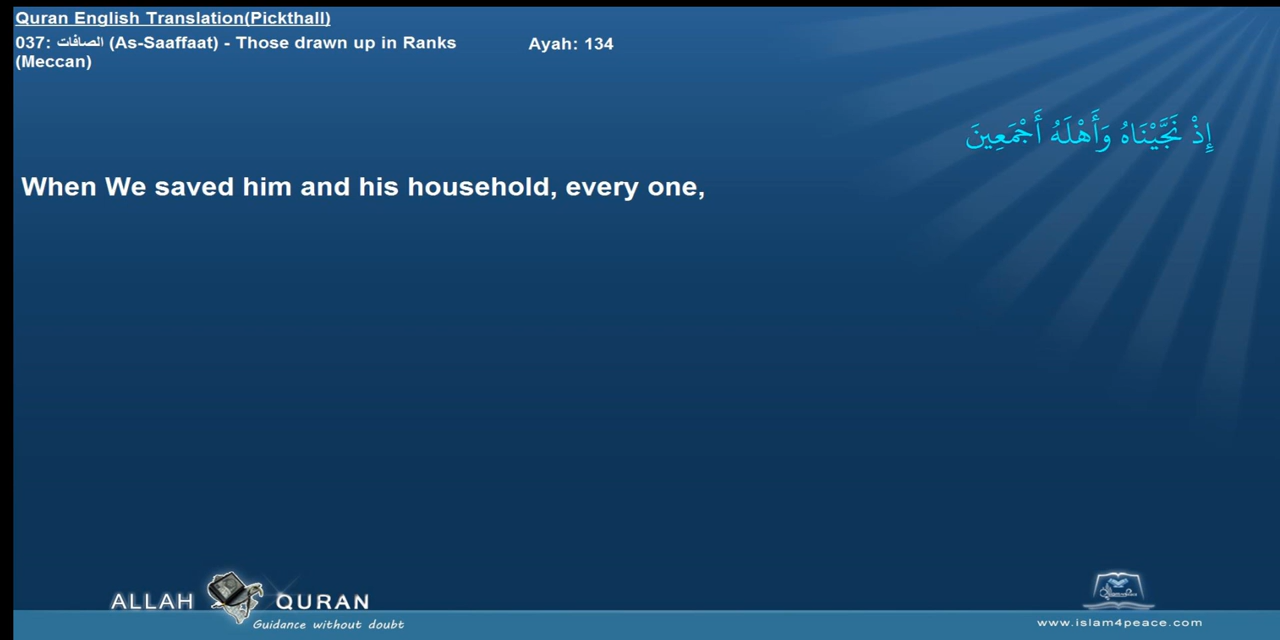 Quran English Translation(Pickthall)
037: الصافات (As-Saaffaat) - Those drawn up in Ranks (Meccan)
Ayah: 134
إِذْ نَجَّيْنَاهُ وَأَهْلَهُ أَجْمَعِينَ
When We saved him and his household, every one,
ALLAH QURAN
Guidance without doubt
www.islam4peace.com